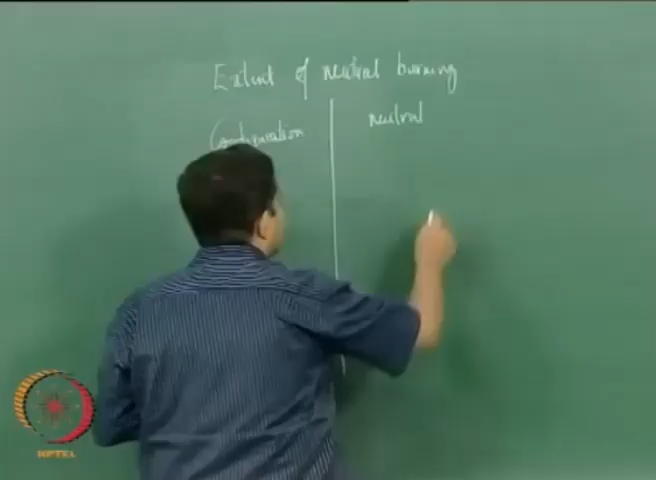 Extent of neutral burning
Configuration
neutral
NPTEL